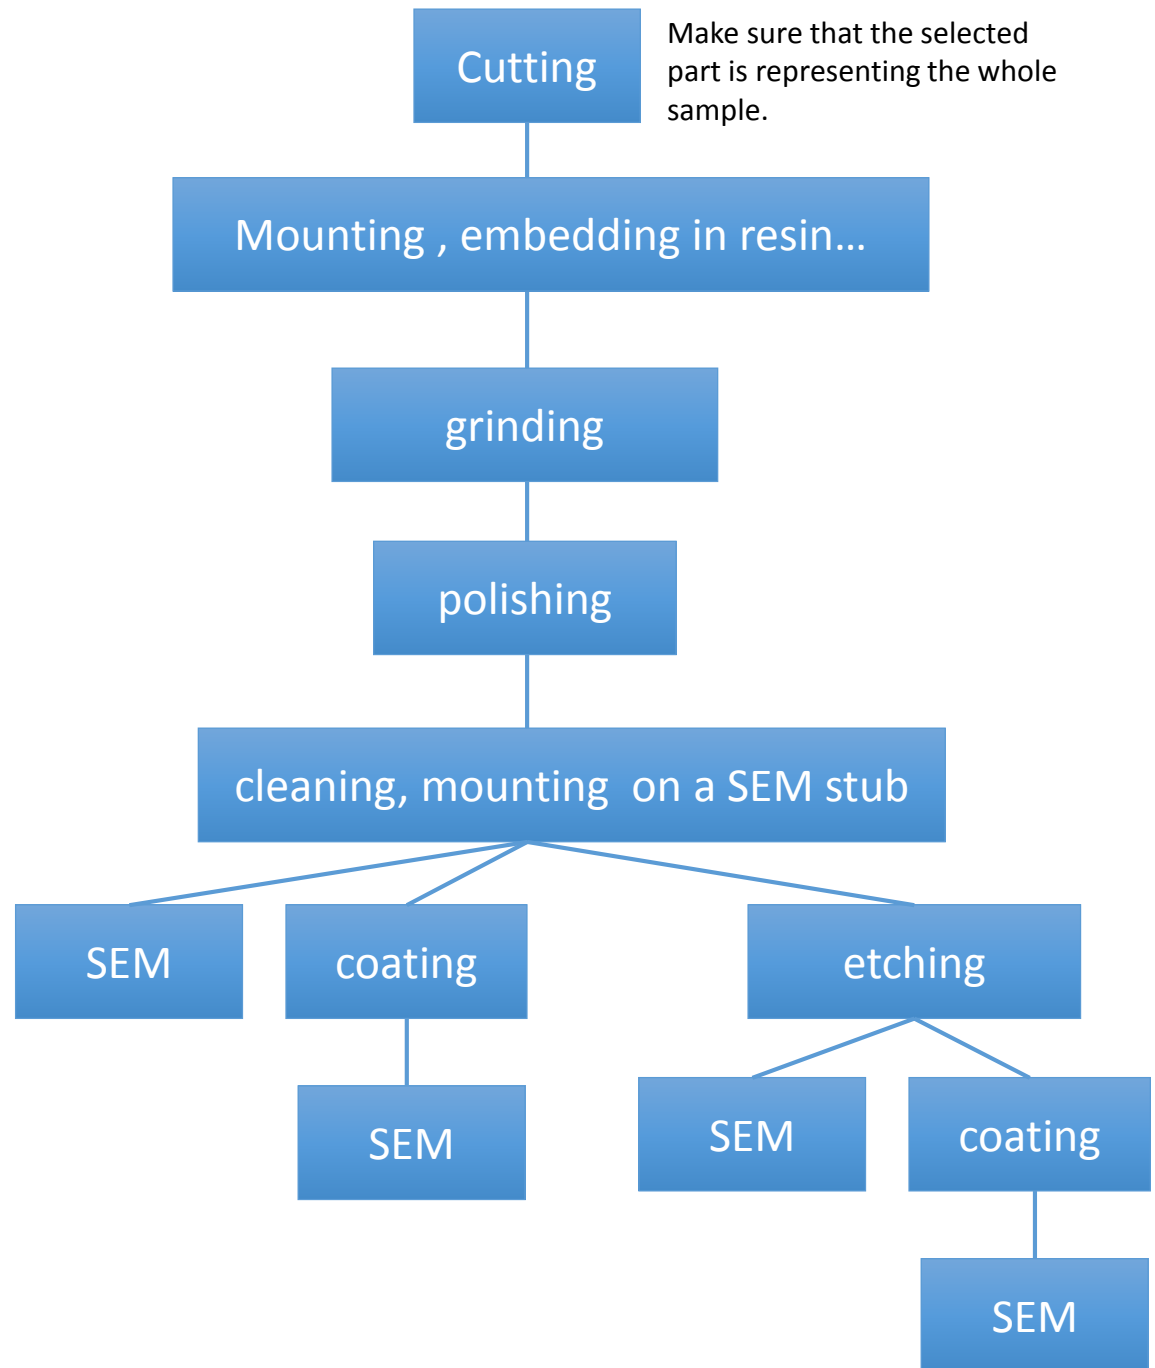 Cutting
Make sure that the selected
part is representing the whole
sample.
Mounting , embedding in resin…
grinding
polishing
cleaning, mounting  on a SEM stub
SEM
coating
etching
SEM
SEM
coating
SEM